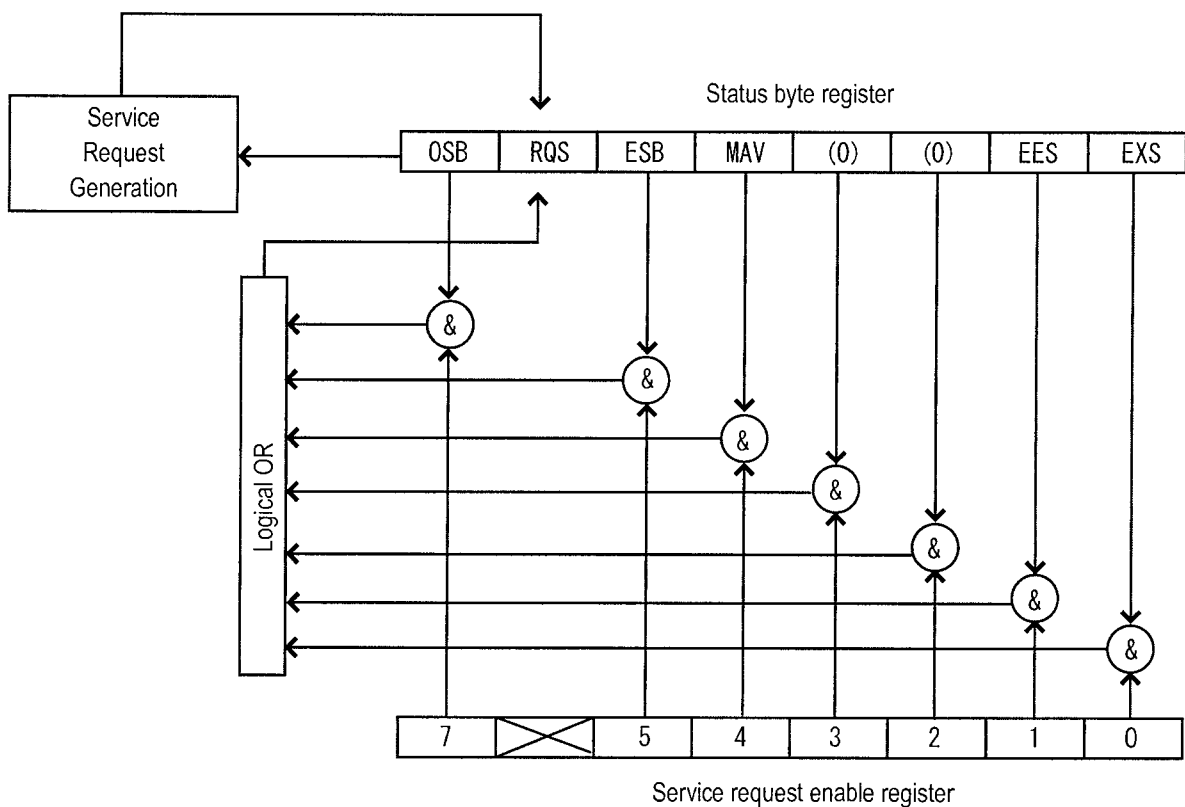 Status byte register
Service
Request
Generation
OSB RQS ESB MAV (0) (0) EES EXS
&
&
&
&
&
&
&
Logical OR
7 5 4 3 2 1 0
Service request enable register